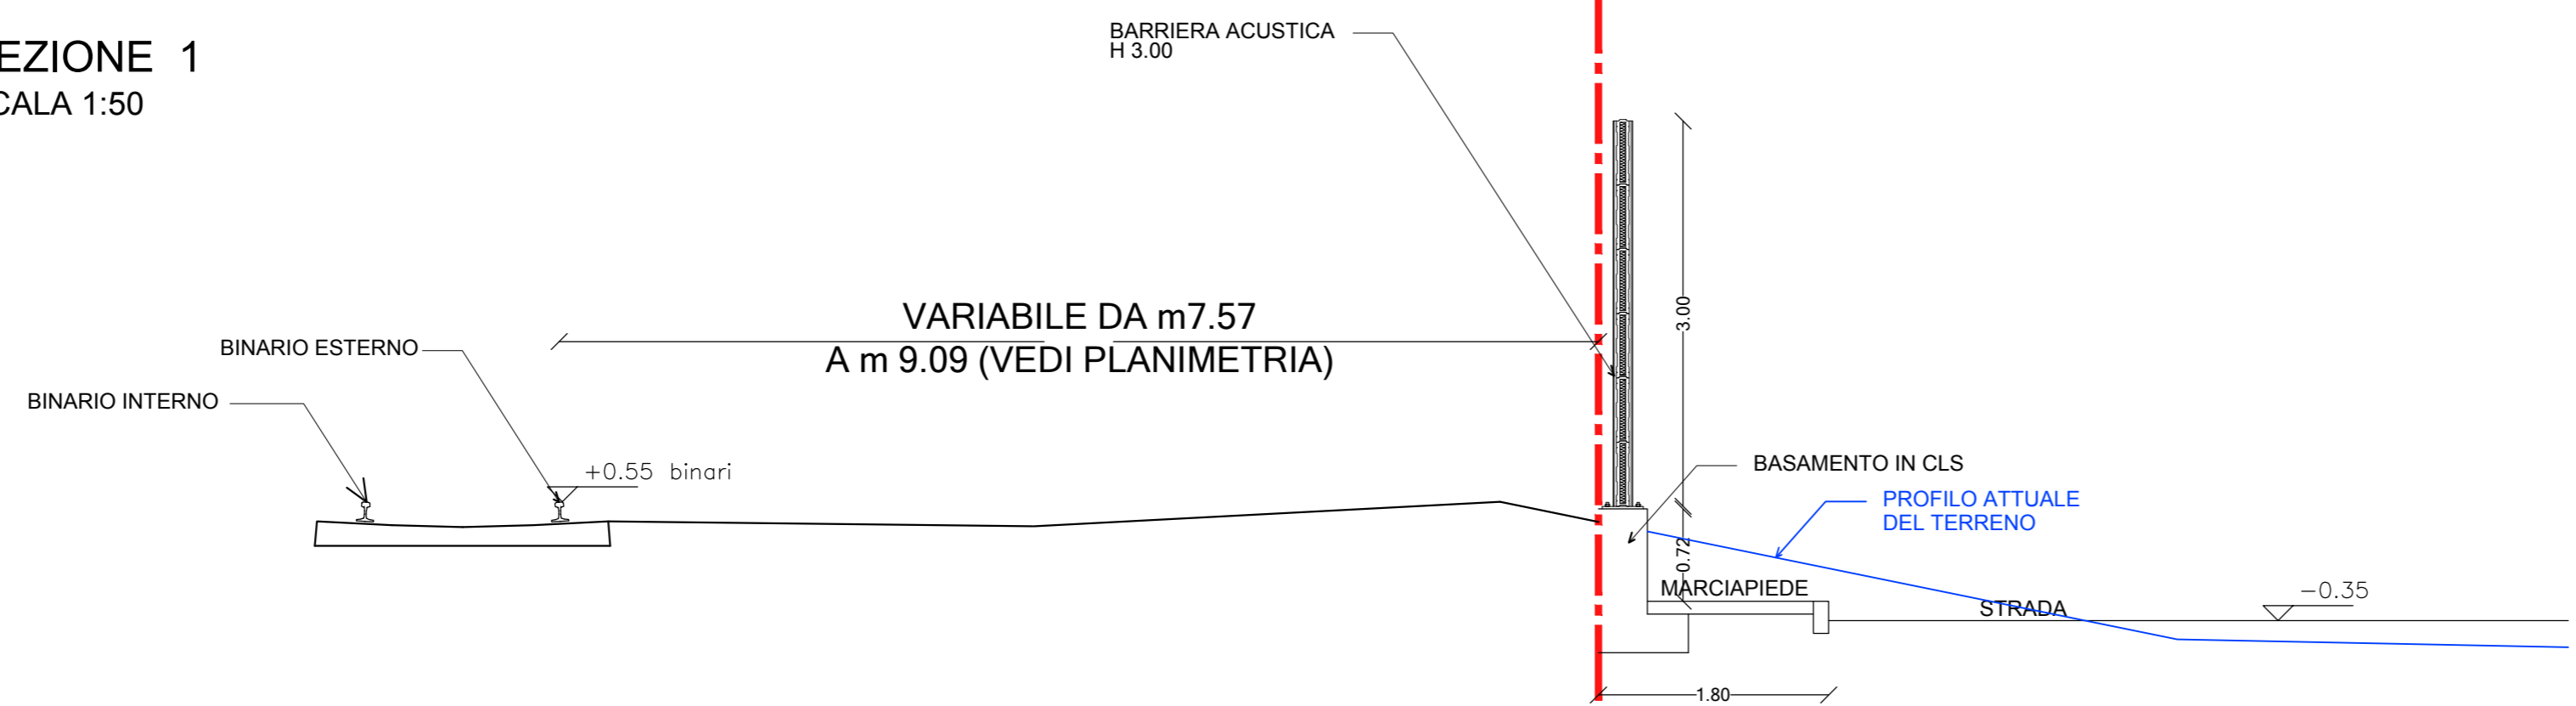 EZIONE 1
CALA 1:50
BARRIERA ACUSTICA
H 3.00
VARIABILE DA m7.57
A m 9.09 (VEDI PLANIMETRIA)
BINARIO ESTERNO
BINARIO INTERNO
+0.55 binari
3.00
BASAMENTO IN CLS
PROFILO ATTUALE
DEL TERRENO
0.72
MARCIAPIEDE
STRADA
-0.35
1.80